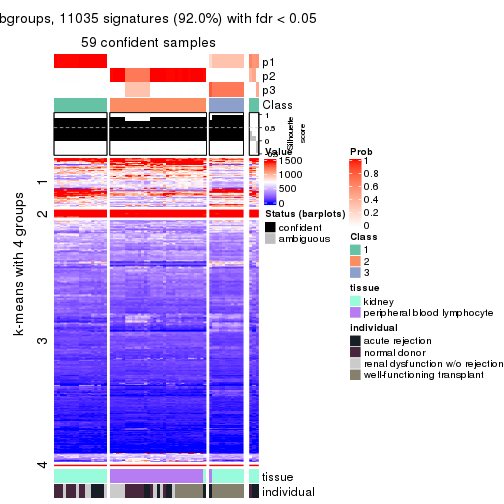 bgroups, 11035 signatures (92.0%) with fdr < 0.05
59 confident samples
p1
p2
p3
Class
1
0.5
0
Silhouette
score
Value
1500
1000
500
0
Status (barplots)
confident
ambiguous
Prob
1
0.8
0.6
0.4
0.2
0
Class
1
2
3
tissue
kidney
peripheral blood lymphocyte
individual
acute rejection
normal donor
renal dysfunction w/o rejection
well-functioning transplant
k-means with 4 groups
1
2
3
4
tissue
individual